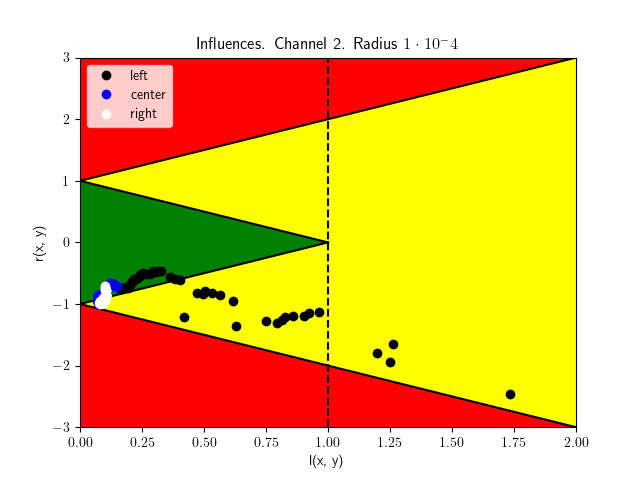 Influences. Channel 2. Radius 1 · 10⁻4
3
2
1
0
−1
−2
−3
r(x, y)
left
center
right
0.00 0.25 0.50 0.75 1.00 1.25 1.50 1.75 2.00
l(x, y)